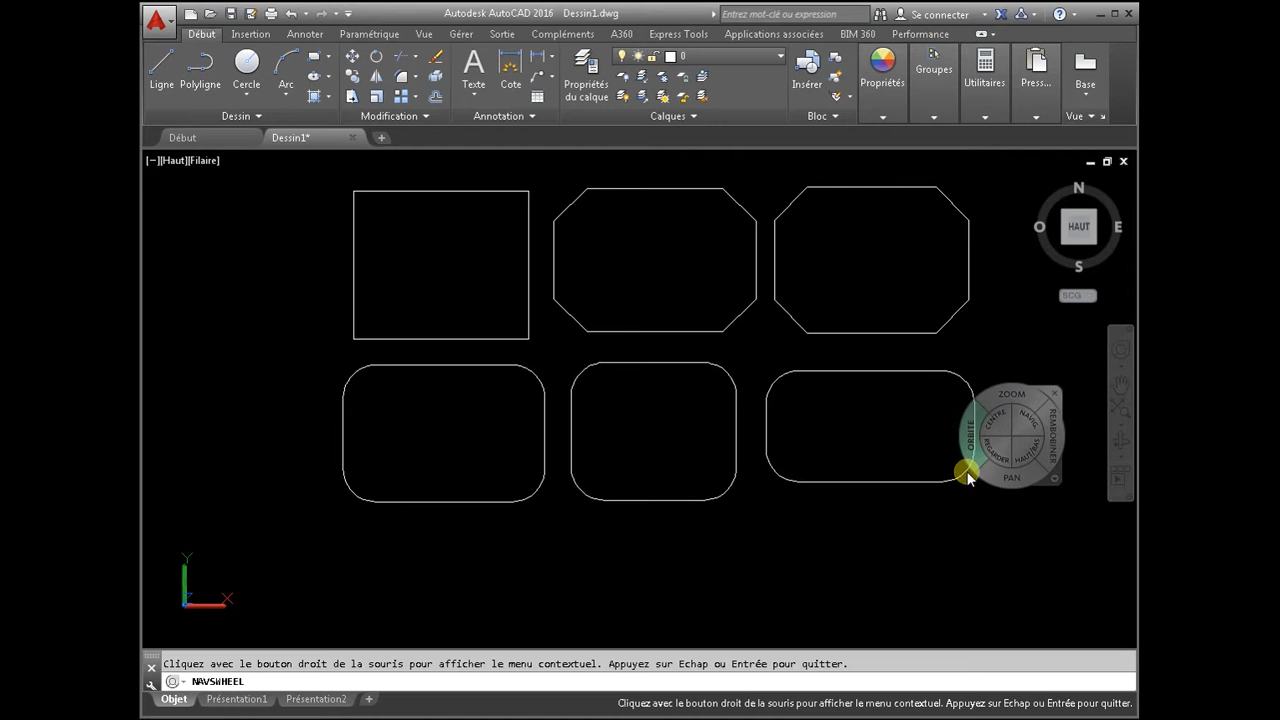 Autodesk AutoCAD 2016 Dessin1.dwg
Entrez mot-clé ou expression
Se connecter
Début Insertion Annoter Paramétrique Vue Gérer Sortie Compléments A360 Express Tools Applications associées BIM 360 Performance
Ligne Polyligne Cercle Arc
Texte Cote
Propriétés
du calque
0
Insérer
Propriétés
Groupes
Utilitaires
Press...
Base
Dessin
Modification
Annotation
Calques
Bloc
Vue
Début
Dessin1*
[−][Haut][Filaire]
N
O HAUT E
S
SCG
ZOOM
CENTRE NAVIG.
ORBITE REMBOBINER
REGARDER HAUT/BAS
PAN
Y
Z X
Cliquez avec le bouton droit de la souris pour afficher le menu contextuel. Appuyez sur Echap ou Entrée pour quitter.
NAVSWHEEL
Objet Présentation1 Présentation2
Cliquez avec le bouton droit de la souris pour afficher le menu contextuel. Appuyez sur Echap ou Entrée pour quitter.